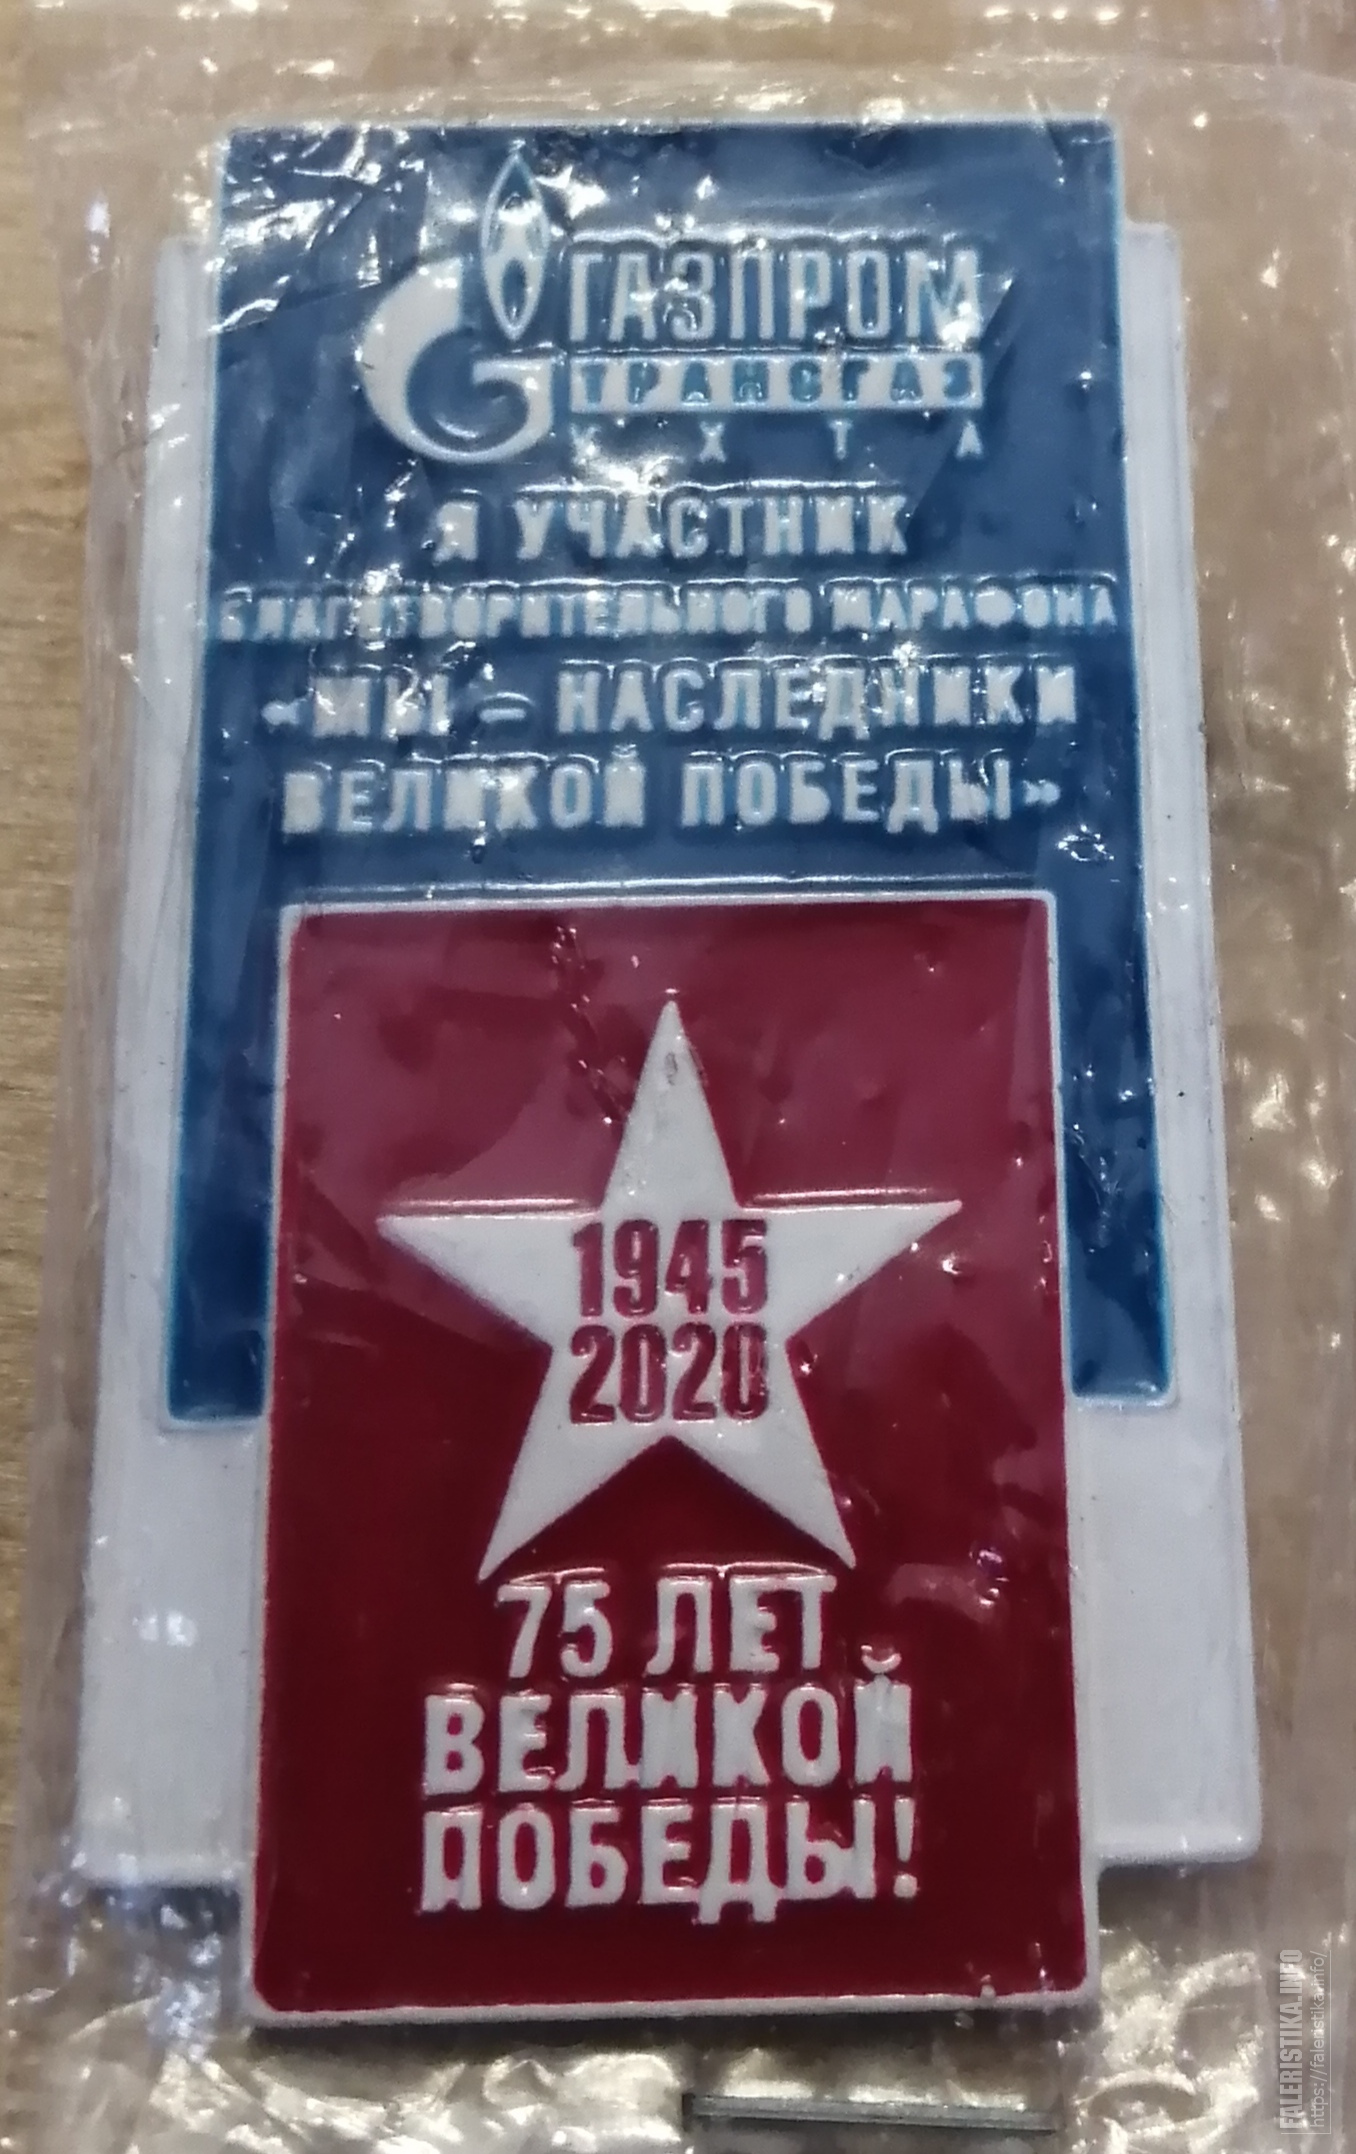 ГАЗПРОМ
ТРАНСГАЗ
УХТА
Я УЧАСТНИК
БЛАГОТВОРИТЕЛЬНОГО МАРАФОНА
«МЫ – НАСЛЕДНИКИ
ВЕЛИКОЙ ПОБЕДЫ»
1945
2020
75 ЛЕТ
ВЕЛИКОЙ
ПОБЕДЫ!
FALERISTIKA.INFO
https://faleristika.info/